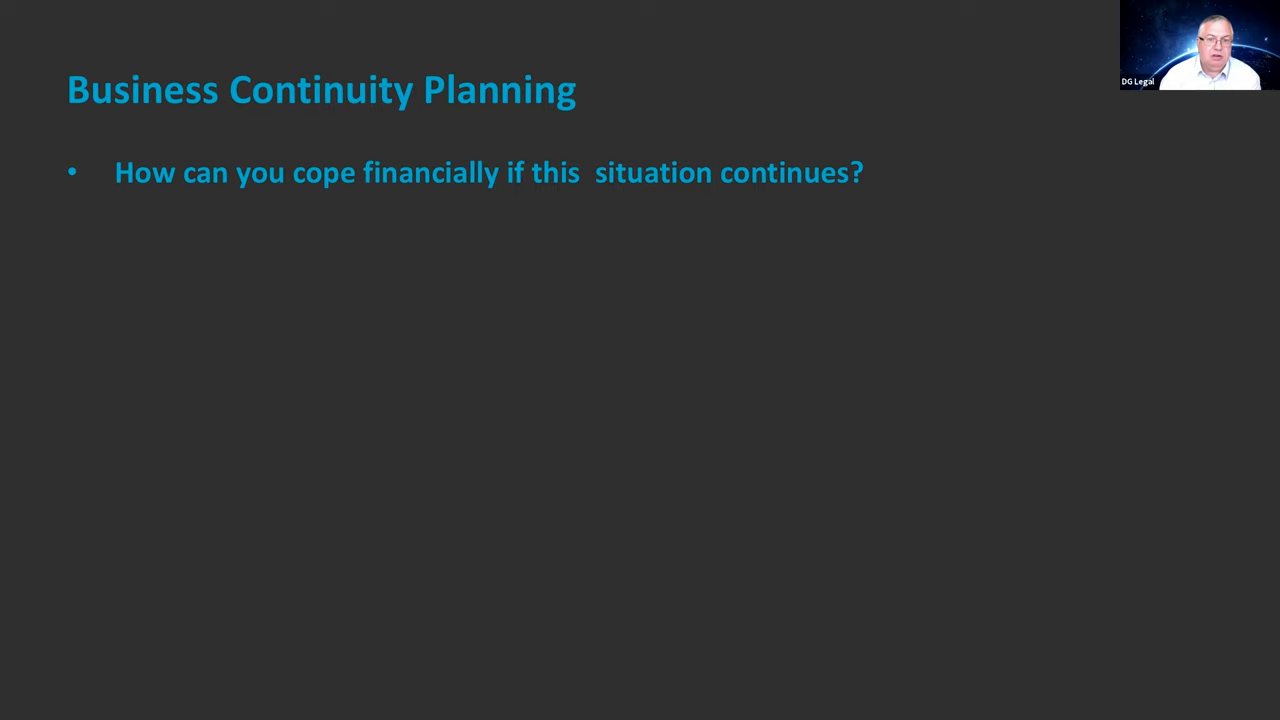 Business Continuity Planning
• How can you cope financially if this  situation continues?
DG Legal